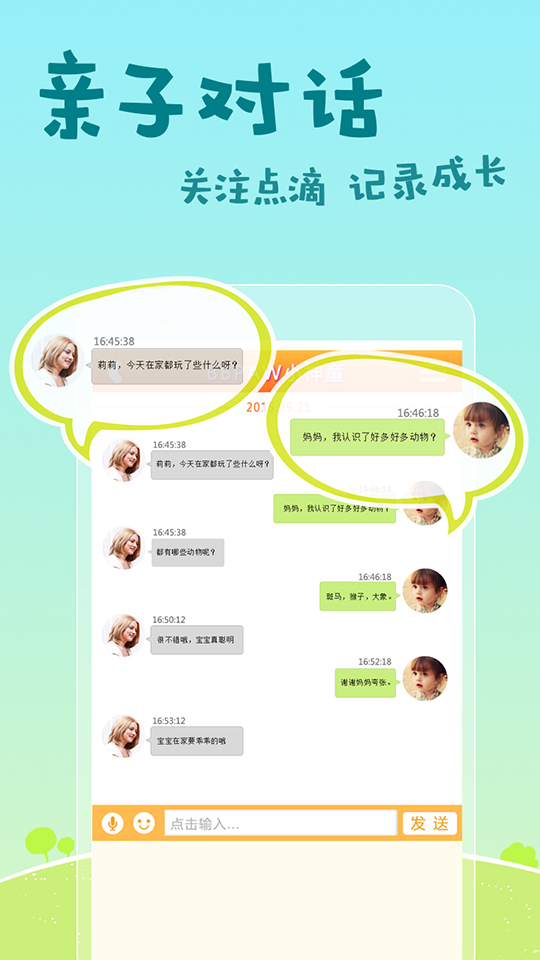 亲子对话
关注点滴 记录成长
16:45:38
莉莉，今天在家都玩了些什么呀？
16:46:18
妈妈，我认识了好多好多动物？
16:45:38
莉莉，今天在家都玩了些什么呀？
16:46:18
妈妈，我认识了好多好多动物？
16:45:38
都有哪些动物呢？
16:46:18
斑马，猴子，大象。
16:50:12
很不错哦，宝宝真聪明
16:52:18
谢谢妈妈夸张。
16:53:12
宝宝在家要乖乖的哦
点击输入...
发送